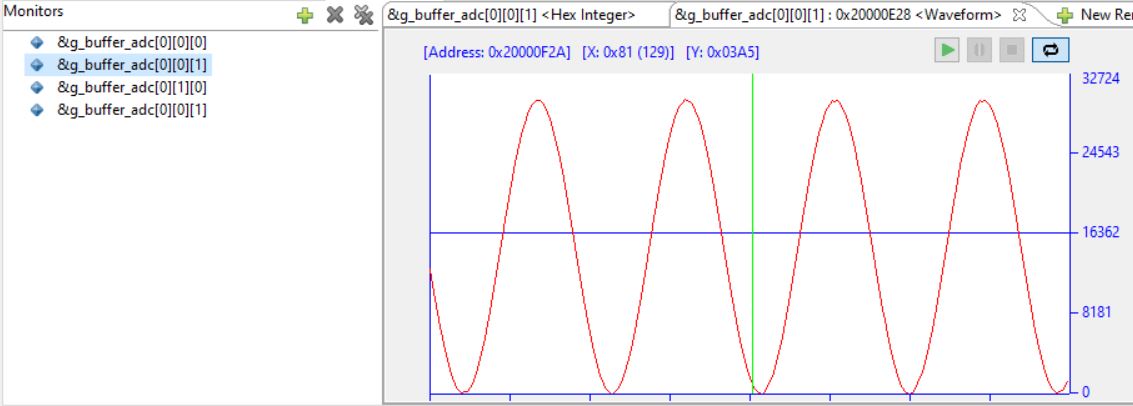 Monitors
&g_buffer_adc[0][0][0]
&g_buffer_adc[0][0][1]
&g_buffer_adc[0][1][0]
&g_buffer_adc[0][0][1]
&g_buffer_adc[0][0][1] <Hex Integer>
&g_buffer_adc[0][0][1] : 0x20000E28 <Waveform>
New Re
[Address: 0x20000F2A] [X: 0x81 (129)] [Y: 0x03A5]
32724
24543
16362
8181
0